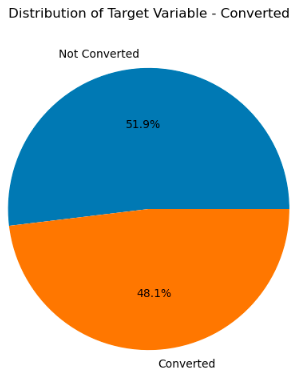 Distribution of Target Variable - Converted
Not Converted
51.9%
48.1%
Converted